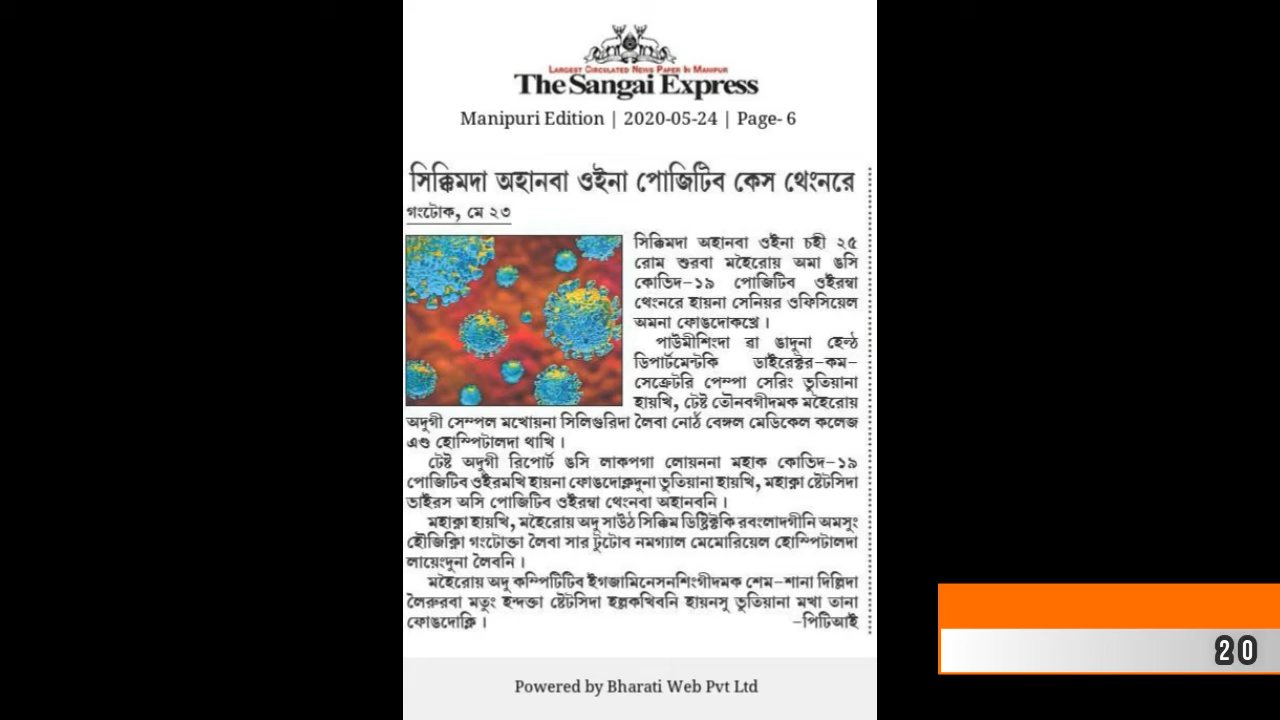 LARGEST CIRCULATED NEWS PAPER IN MANIPUR
The Sangai Express
Manipuri Edition | 2020-05-24 | Page- 6
সিক্কিমদা অহানবা ওইনা পোজিটিব কেস থেংনরে
গংটোক, মে ২৩
সিক্কিমদা অহানবা ওইনা চহী ২৫
রোম শুরবা মহৈরোয় অমা ঙসি
কোভিদ-১৯ পোজিটিব ওইরম্বা
থেংনরে হায়না সেনিয়র ওফিসিয়েল
অমনা ফোঙদোকখ্রে।
পাউমীশিংদা ৱা ঙাদুনা হেল্থ
ডিপার্টমেন্টকি ডাইরেক্টর-কম-
সেক্রেটরি পেম্পা সেরিং ভুতিয়ানা
হায়খি, টেষ্ট তৌনবগীদমক মহৈরোয়
অদুগী সেম্পল মখোয়না সিলিগুরিদা লৈবা নোর্থ বেঙ্গল মেডিকেল কলেজ
এণ্ড হোস্পিটালদা থাখি।
টেষ্ট অদুগী রিপোর্ট ঙসি লাকপগা লোয়ননা মহাক কোভিদ-১৯
পোজিটিব ওইরমখি হায়না ফোঙদোক্লদুনা ভুতিয়ানা হায়খি, মহাক্না ষ্টেটসিদা
ভাইরস অসি পোজিটিব ওইরম্বা থেংনবা অহানবনি।
মহাক্না হায়খি, মহৈরোয় অদু সাউথ সিক্কিম ডিষ্ট্রিক্টকি রবংলাদগীনি অমসুং
হৌজিক্তি গংটোক্তা লৈবা সার টুটোব নমগ্যাল মেমোরিয়েল হোস্পিটালদা
লায়েংদুনা লৈবনি।
মহৈরোয় অদু কম্পিটিটিব ইগজামিনেসনশিংগীদমক শেম-শানা দিল্লিদা
লৈরুরবা মতুং হন্দক্তা ষ্টেটসিদা হল্লকখিবনি হায়নসু ভুতিয়ানা মখা তানা
ফোঙদোক্লি।
-পিটিআই
Powered by Bharati Web Pvt Ltd
20